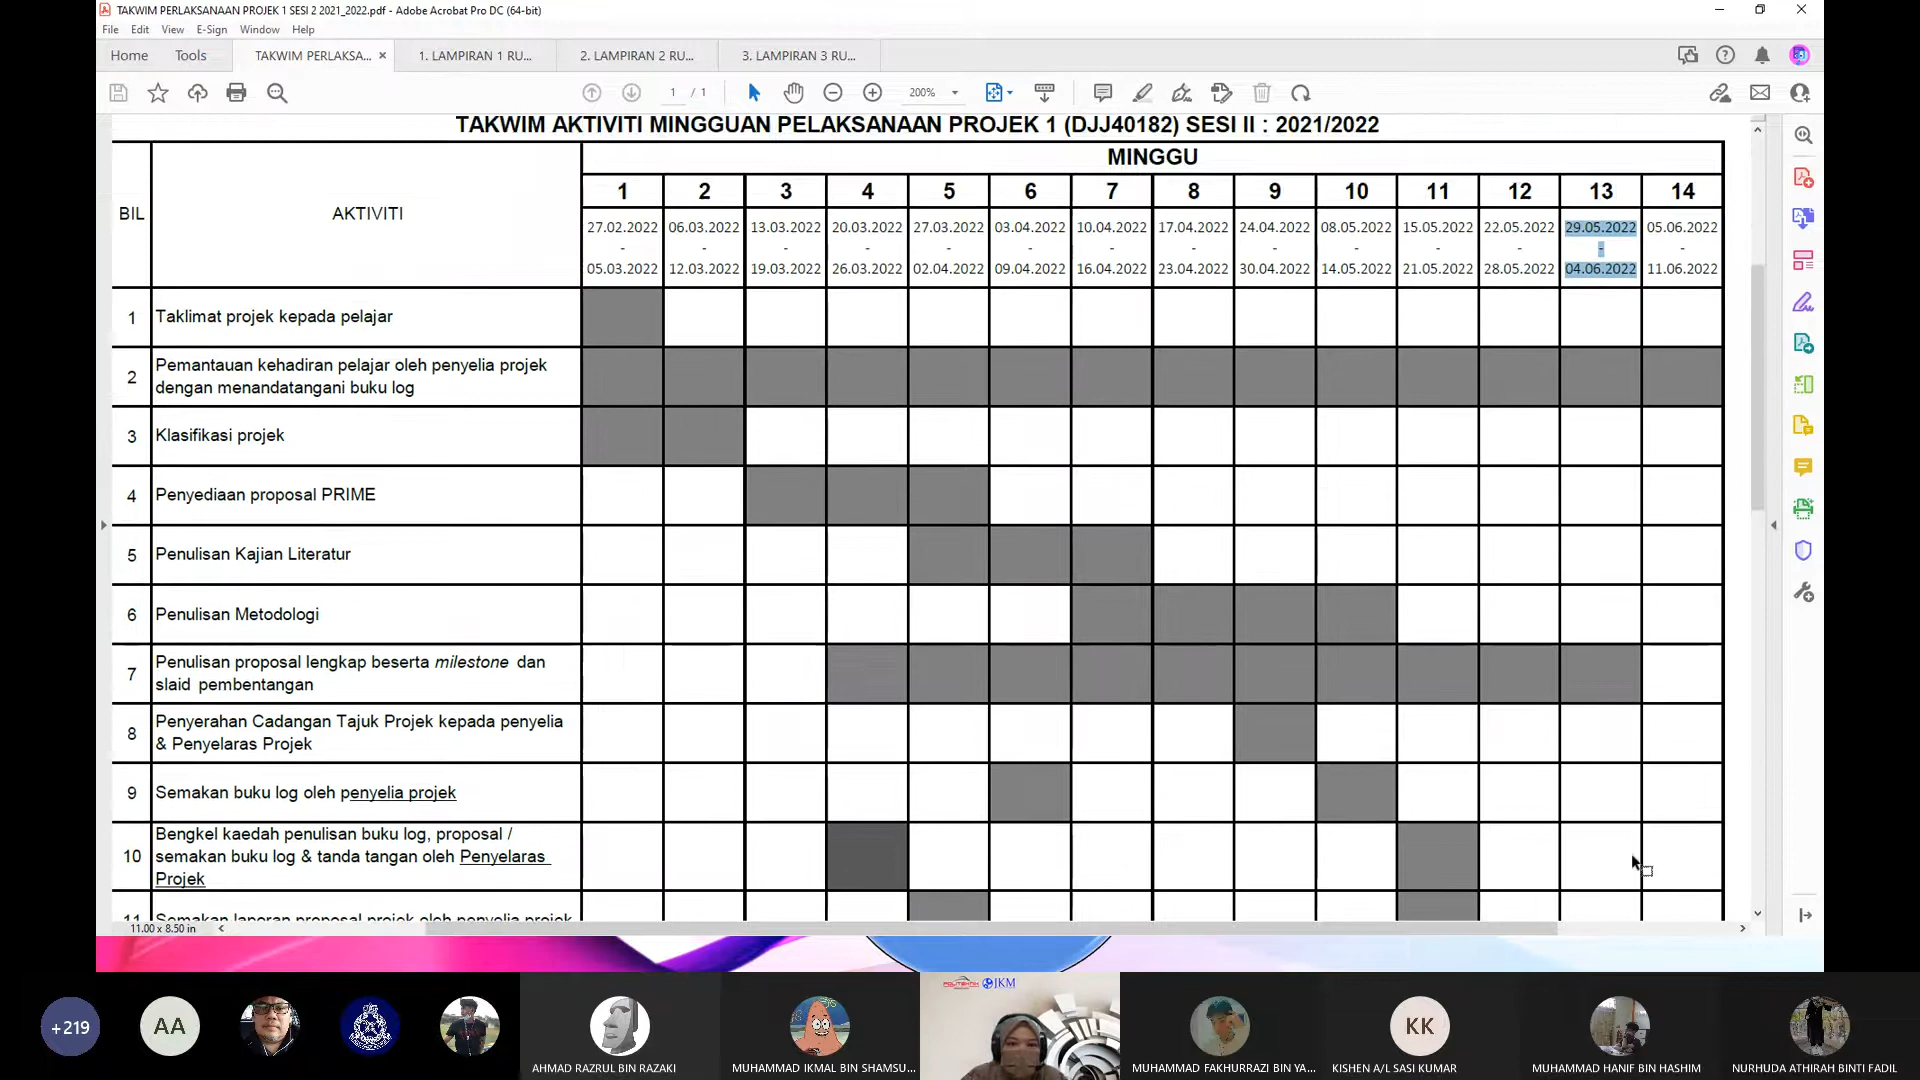 TAKWIM PERLAKSANAAN PROJEK 1 SESI 2 2021_2022.pdf - Adobe Acrobat Pro DC (64-bit)
File Edit View E-Sign Window Help
Home Tools TAKWIM PERLAKSA... × 1. LAMPIRAN 1 RU... 2. LAMPIRAN 2 RU... 3. LAMPIRAN 3 RU...
1 / 1 200%
TAKWIM AKTIVITI MINGGUAN PELAKSANAAN PROJEK 1 (DJJ40182) SESI II : 2021/2022
BIL AKTIVITI MINGGU
1 2 3 4 5 6 7 8 9 10 11 12 13 14
27.02.2022 06.03.2022 13.03.2022 20.03.2022 27.03.2022 03.04.2022 10.04.2022 17.04.2022 24.04.2022 08.05.2022 15.05.2022 22.05.2022 29.05.2022 05.06.2022
- - - - - - - - - - - - - -
05.03.2022 12.03.2022 19.03.2022 26.03.2022 02.04.2022 09.04.2022 16.04.2022 23.04.2022 30.04.2022 14.05.2022 21.05.2022 28.05.2022 04.06.2022 11.06.2022
1 Taklimat projek kepada pelajar
2 Pemantauan kehadiran pelajar oleh penyelia projek
dengan menandatangani buku log
3 Klasifikasi projek
4 Penyediaan proposal PRIME
5 Penulisan Kajian Literatur
6 Penulisan Metodologi
7 Penulisan proposal lengkap beserta milestone dan
slaid pembentangan
8 Penyerahan Cadangan Tajuk Projek kepada penyelia
& Penyelaras Projek
9 Semakan buku log oleh penyelia projek
10 Bengkel kaedah penulisan buku log, proposal /
semakan buku log & tanda tangan oleh Penyelaras
Projek
11 Semakan laporan proposal projek oleh penyelia projek
11.00 x 8.50 in
POLITEKNIK JKM
+219 AA KK
AHMAD RAZRUL BIN RAZAKI
MUHAMMAD IKMAL BIN SHAMSU...
MUHAMMAD FAKHURRAZI BIN YA...
KISHEN A/L SASI KUMAR
MUHAMMAD HANIF BIN HASHIM
NURHUDA ATHIRAH BINTI FADIL